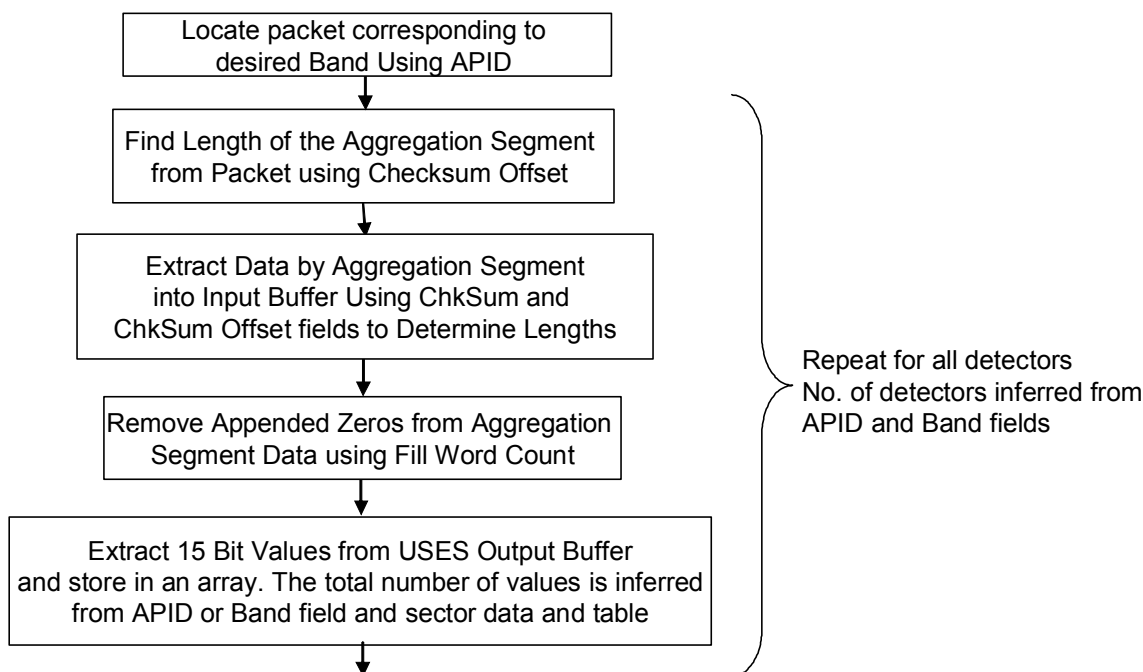 Locate packet corresponding to
desired Band Using APID
Find Length of the Aggregation Segment
from Packet using Checksum Offset
Extract Data by Aggregation Segment
into Input Buffer Using ChkSum and
ChkSum Offset fields to Determine Lengths
Remove Appended Zeros from Aggregation
Segment Data using Fill Word Count
Extract 15 Bit Values from USES Output Buffer
and store in an array. The total number of values is inferred
from APID or Band field and sector data and table
Repeat for all detectors
No. of detectors inferred from
APID and Band fields